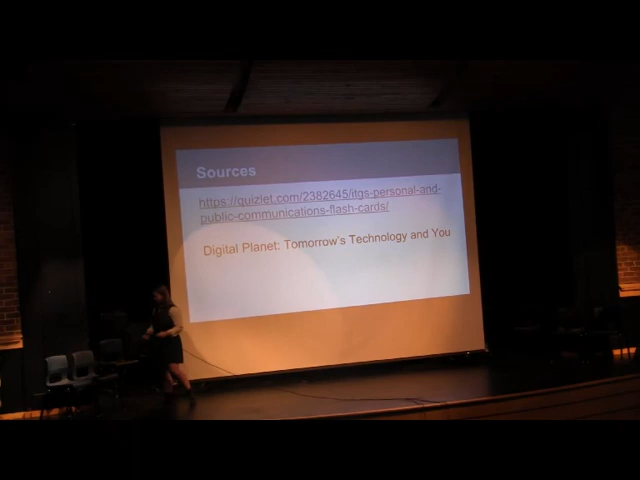 Sources
https://quizlet.com/2382645/itgs-personal-and-
public-communications-flash-cards/
Digital Planet: Tomorrow's Technology and You